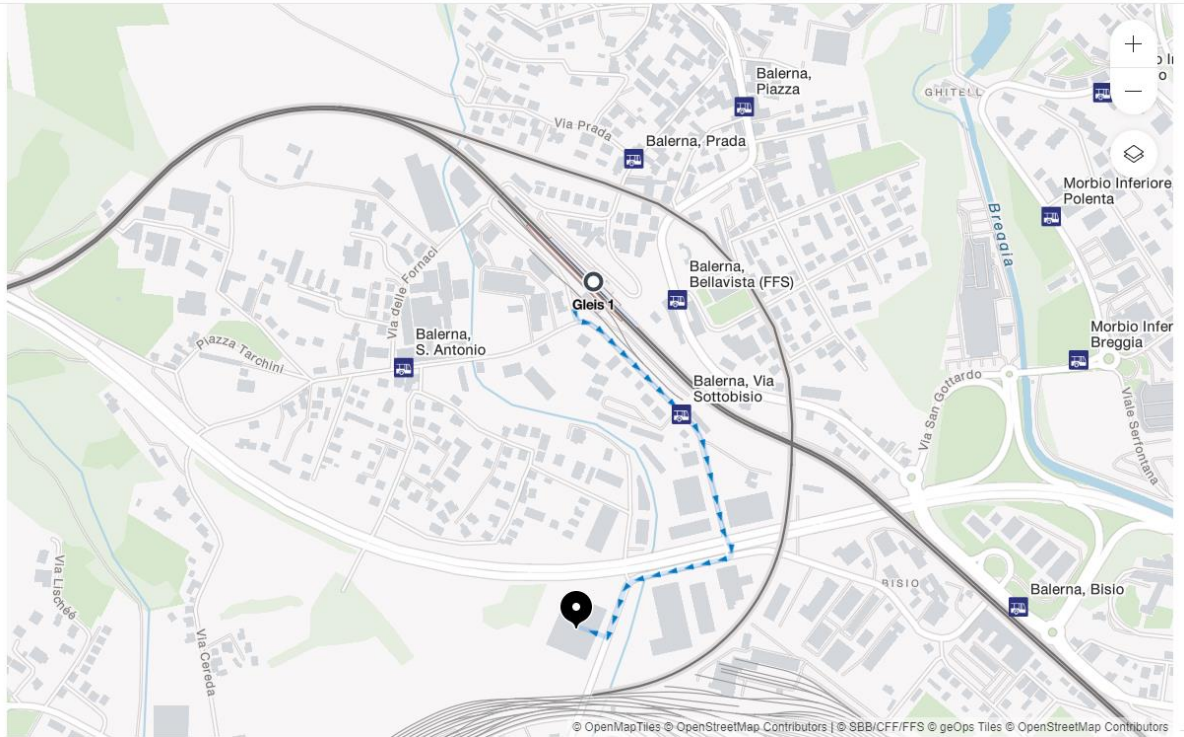 Balerna,
Piazza
GHITELL
Via Prada
Balerna, Prada
Morbio Inferiore
Polenta
Breggia
Balerna,
Bellavista (FFS)
Gleis 1
Via delle Fornaci
Balerna,
S. Antonio
Piazza Tarchini
Morbio Infer
Breggia
Balerna, Via
Sottobisio
Via San Gottardo
Viale Serfontana
BISIO
Balerna, Bisio
Via Lischée
Via Cereda
© OpenMapTiles © OpenStreetMap Contributors | © SBB/CFF/FFS © geOps Tiles © OpenStreetMap Contributors